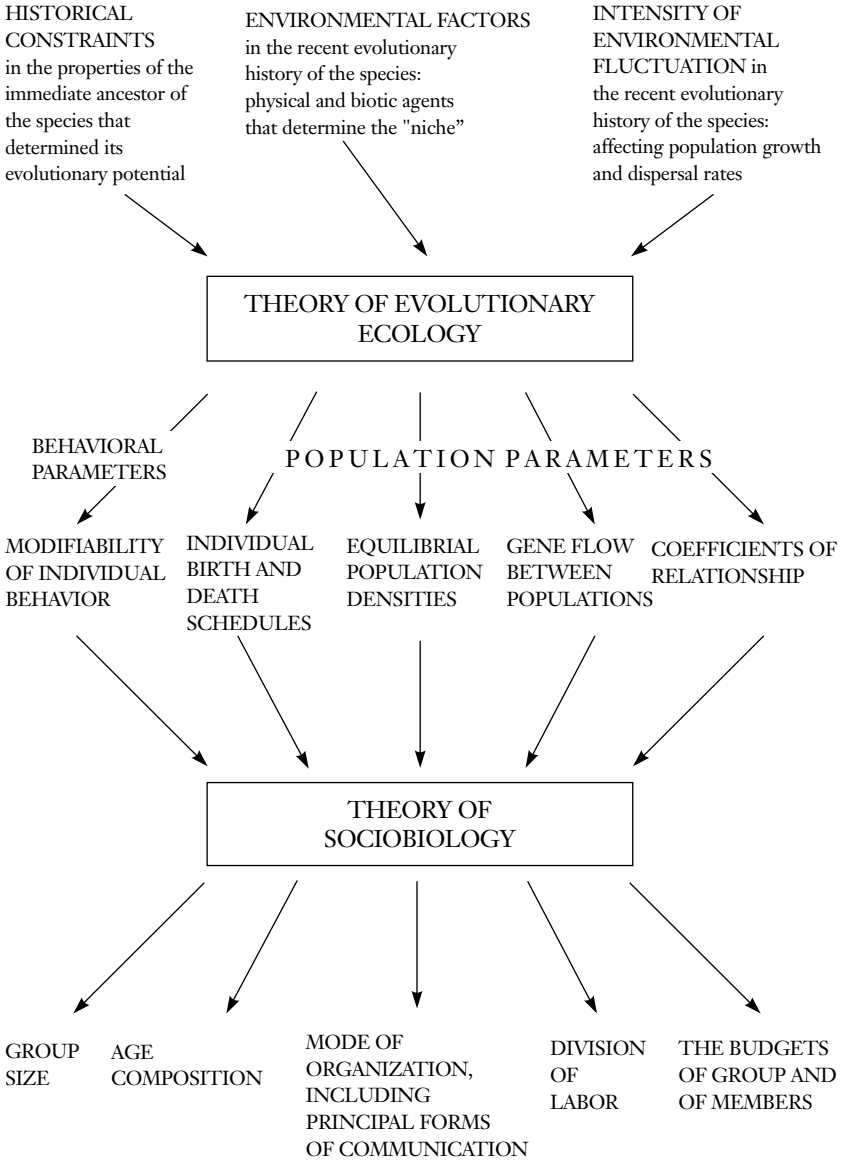 HISTORICAL
CONSTRAINTS
in the properties of the
immediate ancestor of
the species that
determined its
evolutionary potential
ENVIRONMENTAL FACTORS
in the recent evolutionary
history of the species:
physical and biotic agents
that determine the "niche”
INTENSITY OF
ENVIRONMENTAL
FLUCTUATION in
the recent evolutionary
history of the species:
affecting population growth
and dispersal rates
THEORY OF EVOLUTIONARY
ECOLOGY
BEHAVIORAL
PARAMETERS
POPULATION PARAMETERS
MODIFIABILITY
OF INDIVIDUAL
BEHAVIOR
INDIVIDUAL
BIRTH AND
DEATH
SCHEDULES
EQUILIBRIAL
POPULATION
DENSITIES
GENE FLOW
BETWEEN
POPULATIONS
COEFFICIENTS OF
RELATIONSHIP
THEORY OF
SOCIOBIOLOGY
GROUP
SIZE
AGE
COMPOSITION
MODE OF
ORGANIZATION,
INCLUDING
PRINCIPAL FORMS
OF COMMUNICATION
DIVISION
OF
LABOR
THE BUDGETS
OF GROUP AND
OF MEMBERS